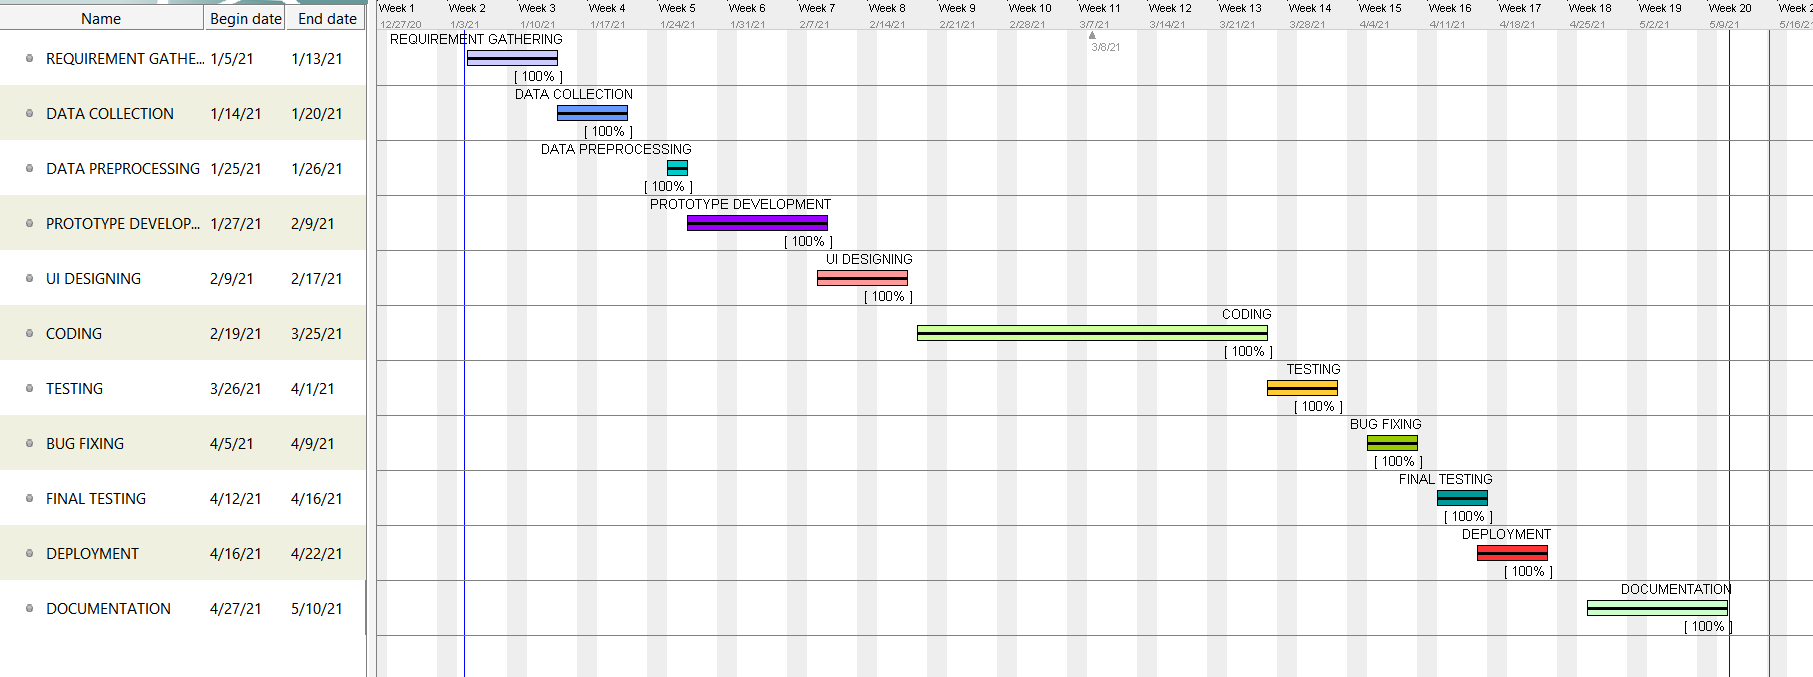 Name Begin date End date
Week 1 Week 2 Week 3 Week 4 Week 5 Week 6 Week 7 Week 8 Week 9 Week 10 Week 11 Week 12 Week 13 Week 14 Week 15 Week 16 Week 17 Week 18 Week 19 Week 20 Week 2
12/27/20 1/3/21 1/10/21 1/17/21 1/24/21 1/31/21 2/7/21 2/14/21 2/21/21 2/28/21 3/7/21 3/14/21 3/21/21 3/28/21 4/4/21 4/11/21 4/18/21 4/25/21 5/2/21 5/9/21 5/16/21
3/8/21
REQUIREMENT GATHERING
REQUIREMENT GATHE... 1/5/21 1/13/21
[ 100% ]
DATA COLLECTION
DATA COLLECTION 1/14/21 1/20/21
[ 100% ]
DATA PREPROCESSING
DATA PREPROCESSING 1/25/21 1/26/21
[ 100% ]
PROTOTYPE DEVELOPMENT
PROTOTYPE DEVELOP... 1/27/21 2/9/21
[ 100% ]
UI DESIGNING
UI DESIGNING 2/9/21 2/17/21
[ 100% ]
CODING
CODING 2/19/21 3/25/21
[ 100% ]
TESTING
TESTING 3/26/21 4/1/21
[ 100% ]
BUG FIXING
BUG FIXING 4/5/21 4/9/21
[ 100% ]
FINAL TESTING
FINAL TESTING 4/12/21 4/16/21
[ 100% ]
DEPLOYMENT
DEPLOYMENT 4/16/21 4/22/21
[ 100% ]
DOCUMENTATION
DOCUMENTATION 4/27/21 5/10/21
[ 100% ]